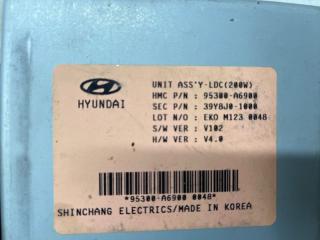 HYUNDAI
UNIT ASS'Y-LDC(200W)
HMC P/N : 95300-A6900
SEC P/N : 39Y8J0-1000
LOT N/O : EKO M123 0048
S/W VER : V102
H/W VER : V4.0
*95300-A6900 0048*
SHINCHANG ELECTRICS/MADE IN KOREA